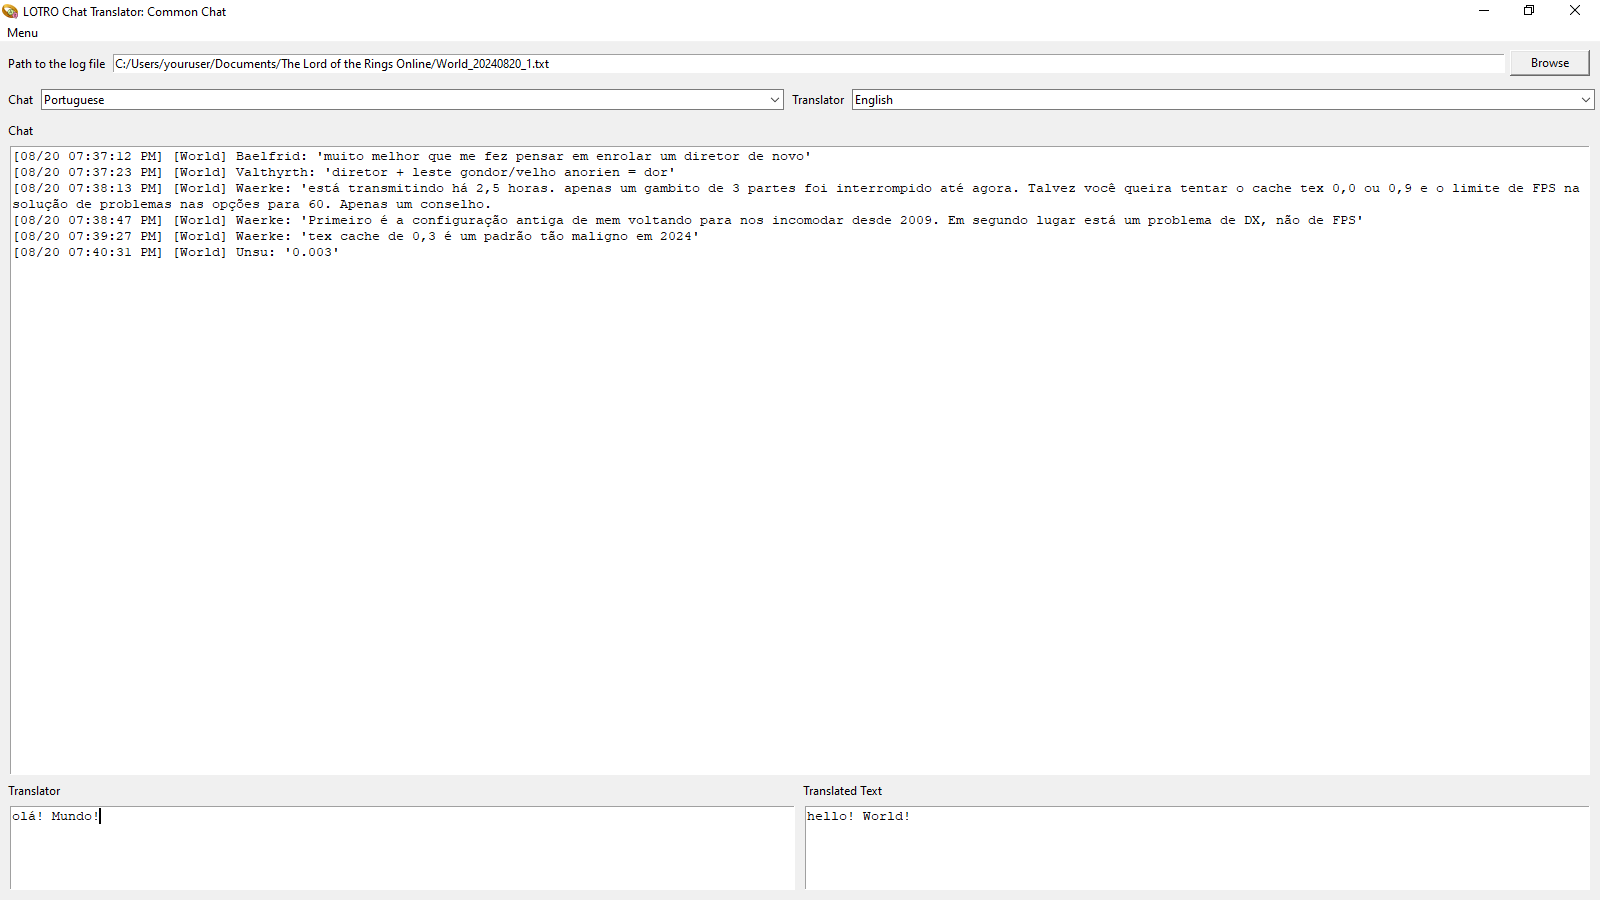 LOTRO Chat Translator: Common Chat
Menu
Path to the log file C:/Users/youruser/Documents/The Lord of the Rings Online/World_20240820_1.txt Browse
Chat Portuguese Translator English
Chat
[08/20 07:37:12 PM] [World] Baelfrid: 'muito melhor que me fez pensar em enrolar um diretor de novo'
[08/20 07:37:23 PM] [World] Valthyrth: 'diretor + leste gondor/velho anorien = dor'
[08/20 07:38:13 PM] [World] Waerke: 'está transmitindo há 2,5 horas. apenas um gambito de 3 partes foi interrompido até agora. Talvez você queira tentar o cache tex 0,0 ou 0,9 e o limite de FPS na
solução de problemas nas opções para 60. Apenas um conselho.
[08/20 07:38:47 PM] [World] Waerke: 'Primeiro é a configuração antiga de mem voltando para nos incomodar desde 2009. Em segundo lugar está um problema de DX, não de FPS'
[08/20 07:39:27 PM] [World] Waerke: 'tex cache de 0,3 é um padrão tão maligno em 2024'
[08/20 07:40:31 PM] [World] Unsu: '0.003'
Translator Translated Text
olá! Mundo! hello! World!